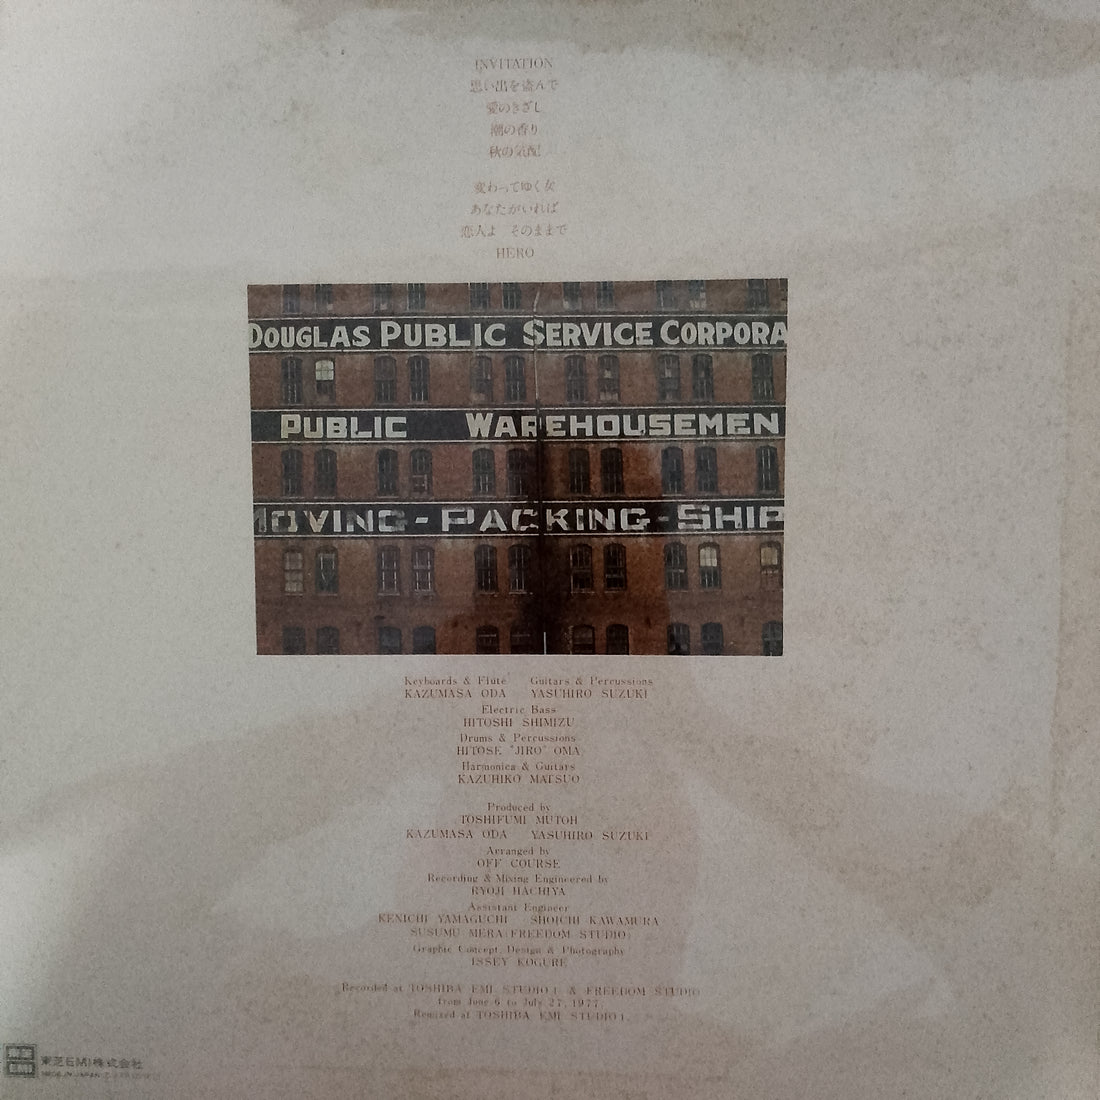 INVITATION
思い出を盗んで
愛のきざし
潮の香り
秋の気配
変わってゆく女
あなたがいれば
恋人よ そのままで
HERO
DOUGLAS PUBLIC SERVICE CORPORA
PUBLIC WAREHOUSEMEN
MOVING - PACKING - SHIP
Keyboards & Flute Guitars & Percussions
KAZUMASA ODA YASUHIRO SUZUKI
Electric Bass
HITOSHI SHIMIZU
Drums & Percussions
HITOSE "JIRO" OMA
Harmonica & Guitars
KAZUHIKO MATSUO
Produced by
TOSHIFUMI MUTOH
KAZUMASA ODA YASUHIRO SUZUKI
Arranged by
OFF COURSE
Recording & Mixing Engineered by
RYOJI HACHIYA
Assistant Engineer
KENICHI YAMAGUCHI SHOICHI KAWAMURA
SUSUMU MERA(FREEDOM STUDIO)
Graphic Concept, Design & Photography
ISSEY KOGURE
Recorded at TOSHIBA EMI STUDIO 1 & FREEDOM STUDIO
from June 6 to July 27, 1977.
Remixed at TOSHIBA EMI STUDIO 1.
EMI 東芝EMI株式会社
MADE IN JAPAN